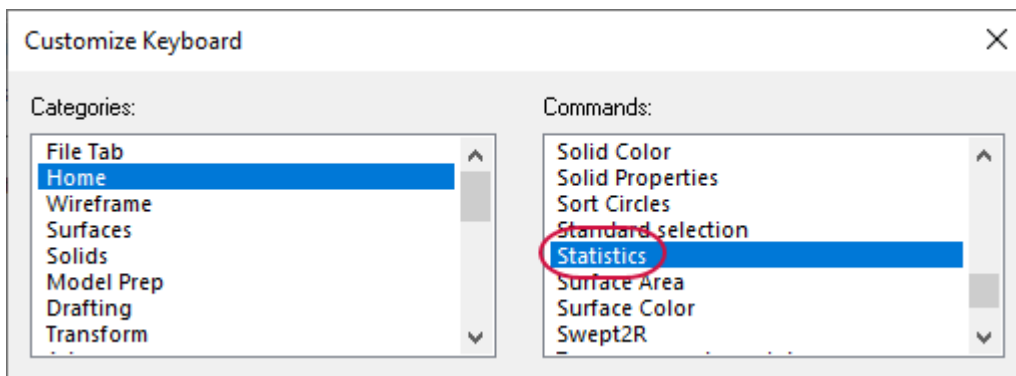 Customize Keyboard
Categories:
File Tab
Home
Wireframe
Surfaces
Solids
Model Prep
Drafting
Transform
Commands:
Solid Color
Solid Properties
Sort Circles
Standard selection
Statistics
Surface Area
Surface Color
Swept2R